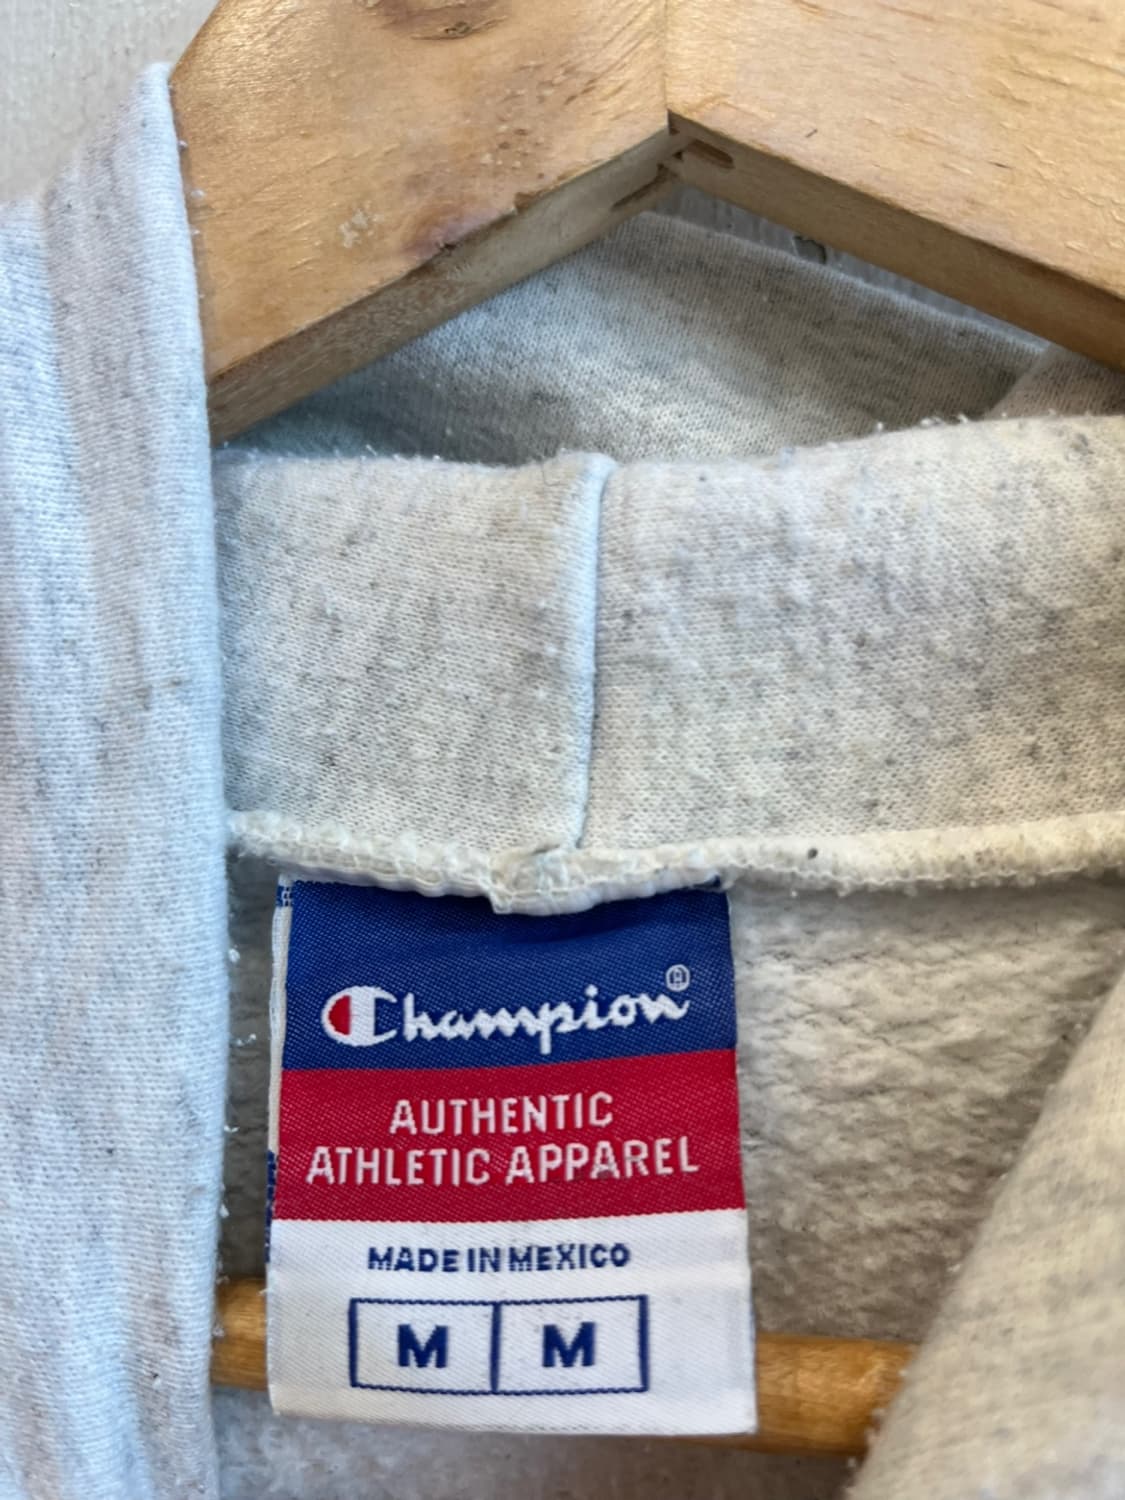 Champion®
AUTHENTIC
ATHLETIC APPAREL
MADE IN MEXICO
M M